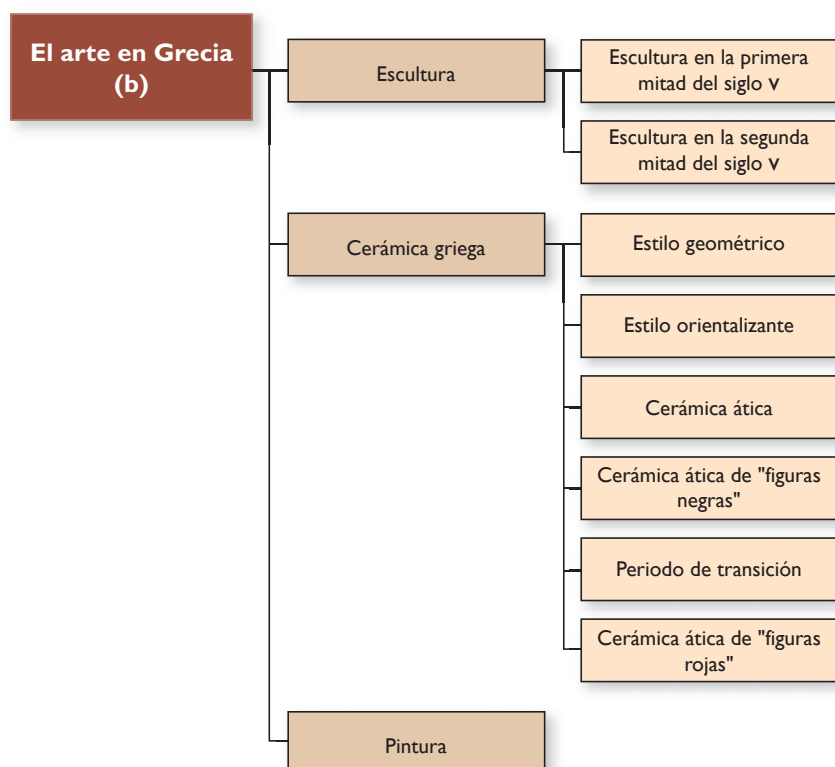 El arte en Grecia
(b)
Escultura
Escultura en la primera
mitad del siglo V
Escultura en la segunda
mitad del siglo V
Cerámica griega
Estilo geométrico
Estilo orientalizante
Cerámica ática
Cerámica ática de "figuras
negras"
Periodo de transición
Cerámica ática de "figuras
rojas"
Pintura